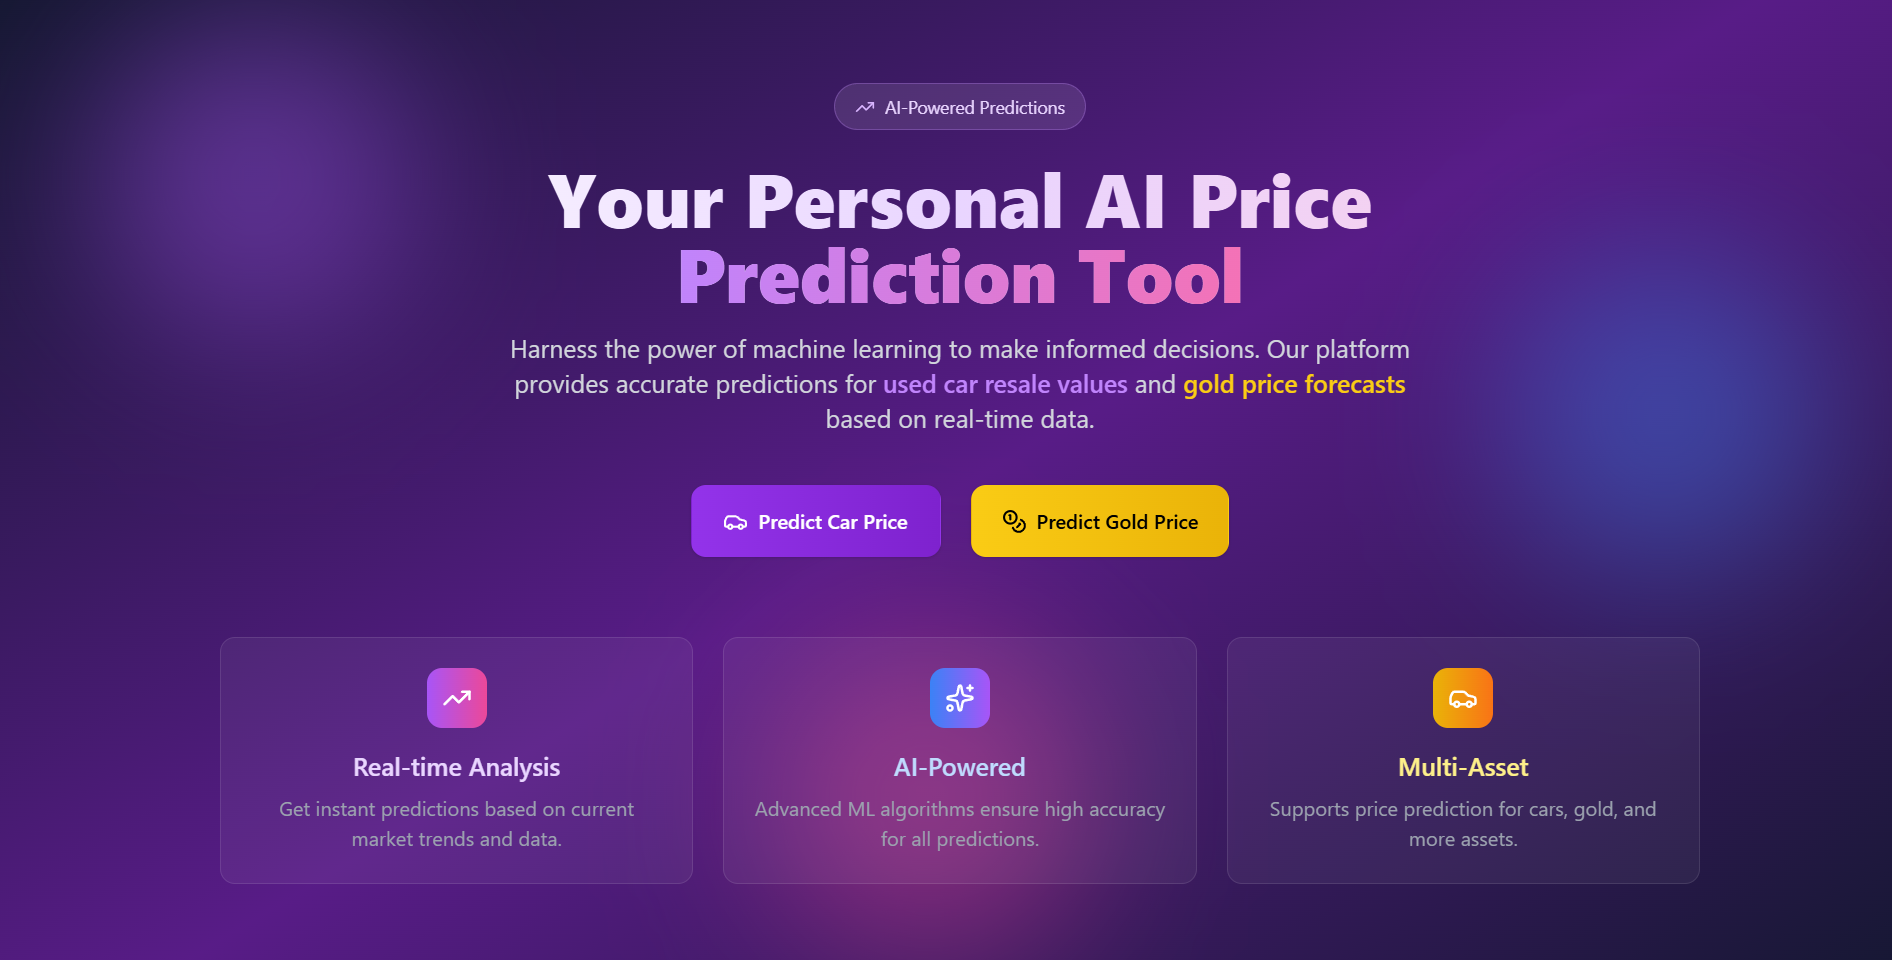 AI-Powered Predictions
Your Personal AI Price
Prediction Tool
Harness the power of machine learning to make informed decisions. Our platform
provides accurate predictions for used car resale values and gold price forecasts
based on real-time data.
Predict Car Price
Predict Gold Price
Real-time Analysis
Get instant predictions based on current
market trends and data.
AI-Powered
Advanced ML algorithms ensure high accuracy
for all predictions.
Multi-Asset
Supports price prediction for cars, gold, and
more assets.